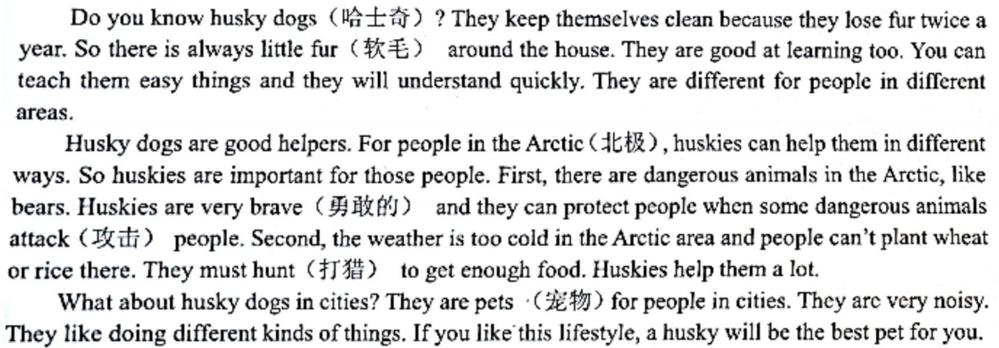 Do you know husky dogs（哈士奇）? They keep themselves clean because they lose fur twice a
year. So there is always little fur（软毛） around the house. They are good at learning too. You can
teach them easy things and they will understand quickly. They are different for people in different
areas.
Husky dogs are good helpers. For people in the Arctic（北极）, huskies can help them in different
ways. So huskies are important for those people. First, there are dangerous animals in the Arctic, like
bears. Huskies are very brave（勇敢的） and they can protect people when some dangerous animals
attack（攻击） people. Second, the weather is too cold in the Arctic area and people can't plant wheat
or rice there. They must hunt（打猎） to get enough food. Huskies help them a lot.
What about husky dogs in cities? They are pets （宠物）for people in cities. They are very noisy.
They like doing different kinds of things. If you like this lifestyle, a husky will be the best pet for you.